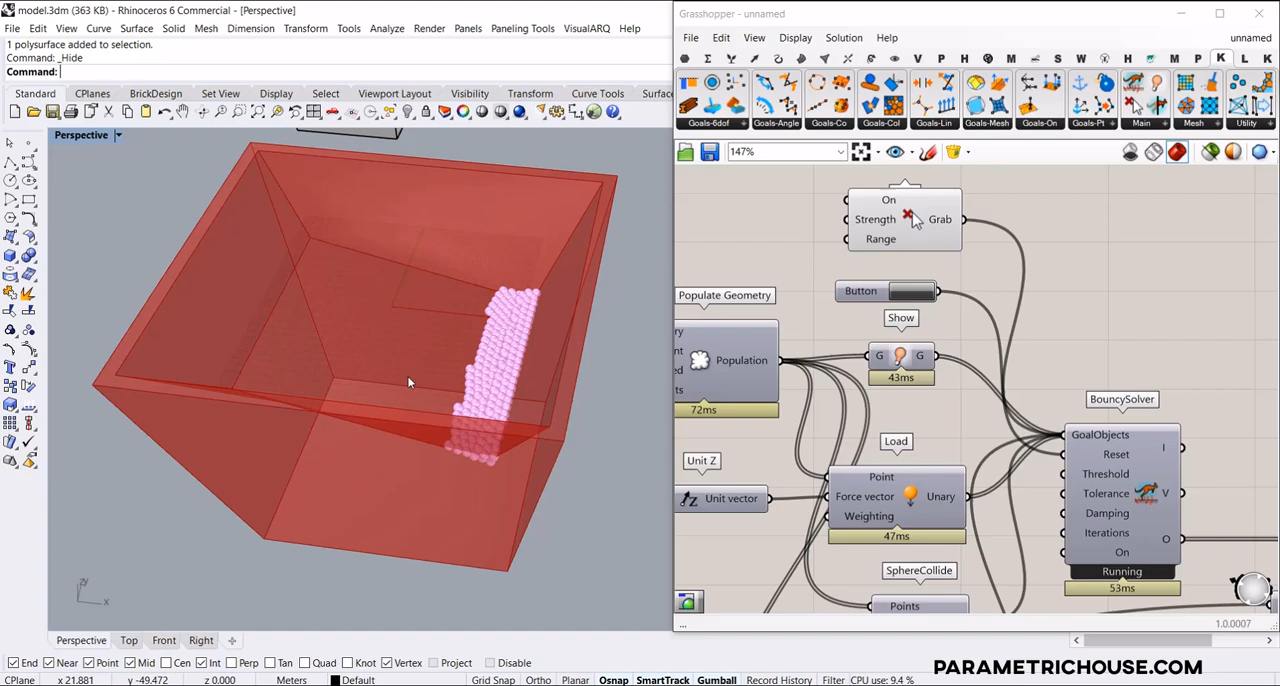 model.3dm (363 KB) - Rhinoceros 6 Commercial - [Perspective]
File Edit View Curve Surface Solid Mesh Dimension Transform Tools Analyze Render Panels T-Splines VisualARQ Help
1 polysurface added to selection.
Command: _Hide
Command:
Standard CPlanes BrickDesign Set View Display Select Viewport Layout Visibility Transform Curve Tools Surface
Perspective
zy
x
Perspective Top Front Right
End Near Point Mid Cen Int Perp Tan Quad Knot Vertex Project Disable
CPlane x 21.881 y -49.472 z 0.000 Meters Default Grid Snap Ortho Planar Osnap SmartTrack Gumball Record History Filter CPU use: 9.4 %
Grasshopper - unnamed
File Edit View Display Solution Help unnamed
V P H M S W H M P K L K
Goals-6dof Goals-Angle Goals-Co Goals-Col Goals-Lin Goals-Mesh Goals-On Goals-Pt Main Mesh Utility
147%
On
Strength Grab
Range
Button
Populate Geometry
Show
Population
G G
43ms
72ms
BouncySolver
GoalObjects I
Reset
Threshold
Tolerance V
Damping
Iterations
O
On
Running
53ms
Load
Unit Z
Point
Unit vector
Force vector Unary
Weighting
47ms
SphereCollide
Points
1.0.0007
PARAMETRICHOUSE.COM